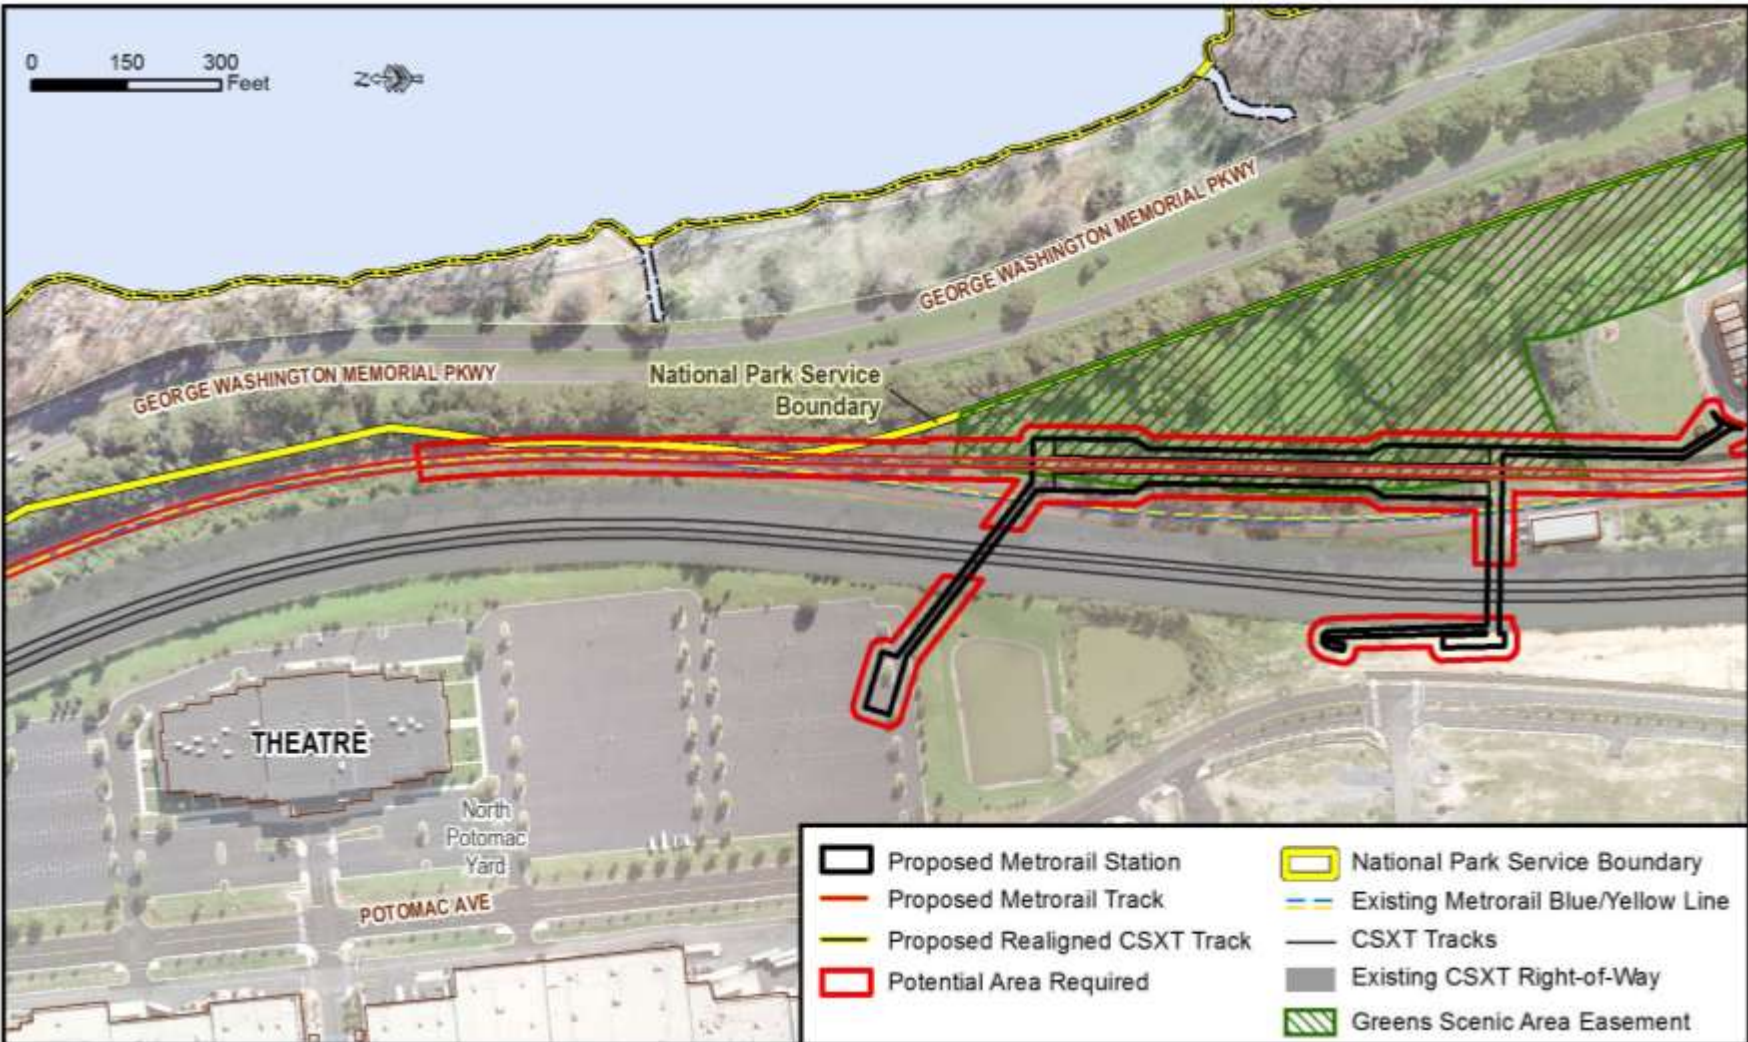 0 150 300
Feet
N
GEORGE WASHINGTON MEMORIAL PKWY
GEORGE WASHINGTON MEMORIAL PKWY
National Park Service
Boundary
THEATRE
North
Potomac
Yard
POTOMAC AVE
Proposed Metrorail Station
Proposed Metrorail Track
Proposed Realigned CSXT Track
Potential Area Required
National Park Service Boundary
Existing Metrorail Blue/Yellow Line
CSXT Tracks
Existing CSXT Right-of-Way
Greens Scenic Area Easement